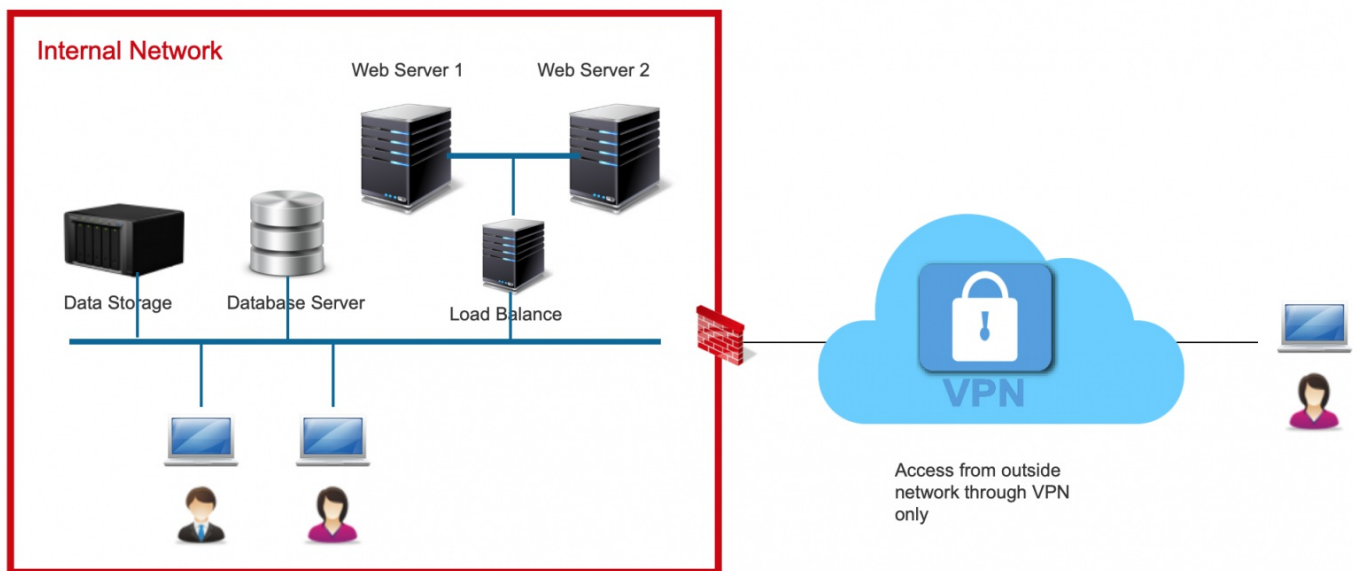 Internal Network
Web Server 1
Web Server 2
Data Storage
Database Server
Load Balance
VPN
Access from outside
network through VPN
only